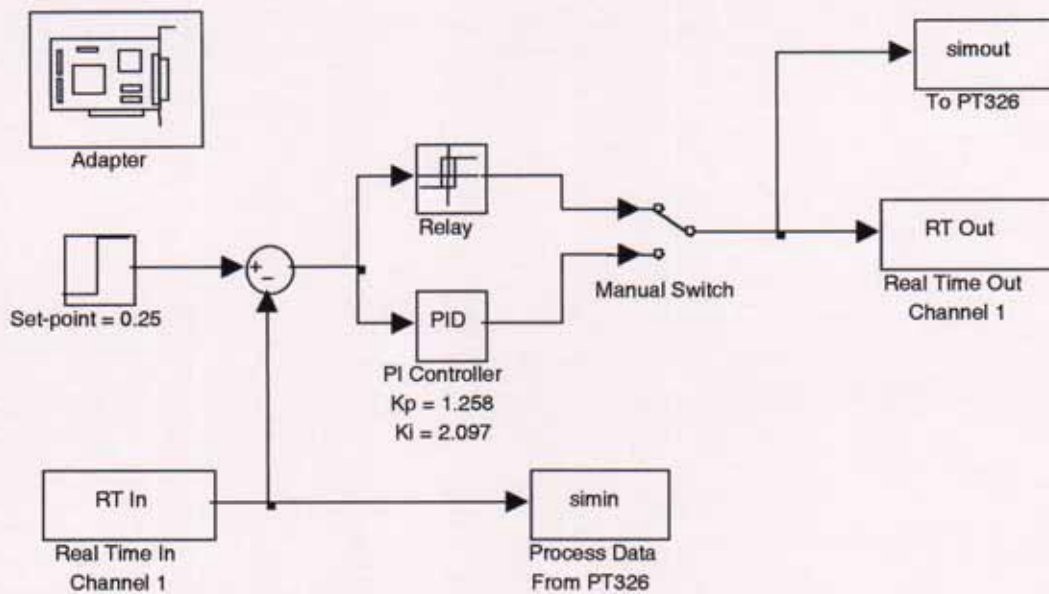 Adapter
simout
To PT326
Relay
RT Out
Real Time Out
Channel 1
Manual Switch
+
−
Set-point = 0.25
PID
PI Controller
Kp = 1.258
Ki = 2.097
RT In
Real Time In
Channel 1
simin
Process Data
From PT326